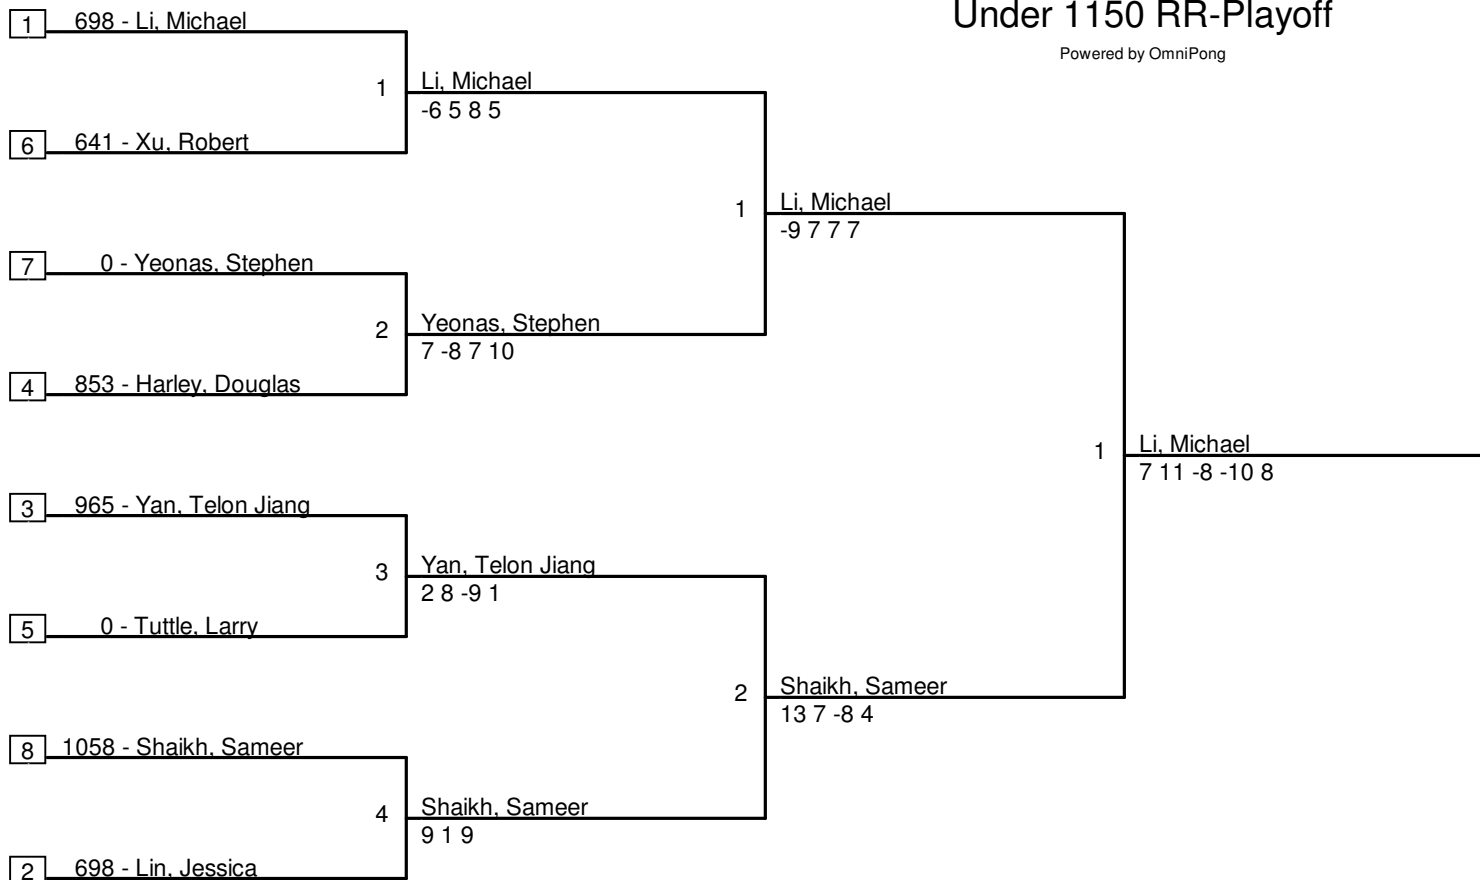 Under 1150 RR-Playoff
Powered by OmniPong
1 698 - Li, Michael
1 Li, Michael
-6 5 8 5
6 641 - Xu, Robert
1 Li, Michael
-9 7 7 7
7 0 - Yeonas, Stephen
2 Yeonas, Stephen
7 -8 7 10
4 853 - Harley, Douglas
1 Li, Michael
7 11 -8 -10 8
3 965 - Yan, Telon Jiang
3 Yan, Telon Jiang
2 8 -9 1
5 0 - Tuttle, Larry
2 Shaikh, Sameer
13 7 -8 4
8 1058 - Shaikh, Sameer
4 Shaikh, Sameer
9 1 9
2 698 - Lin, Jessica